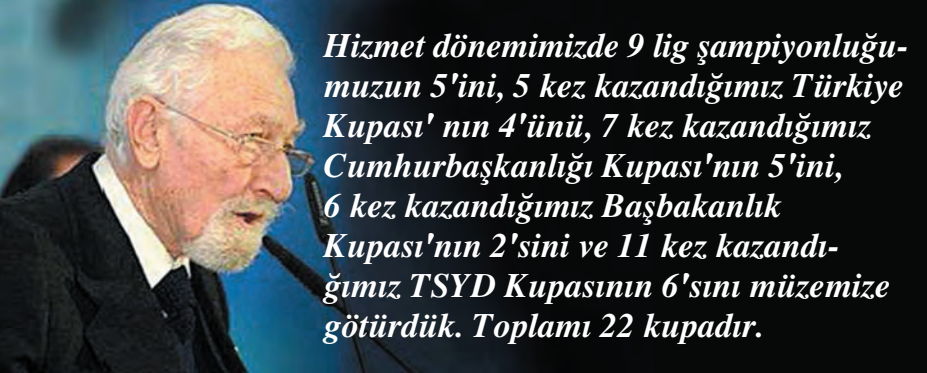 Hizmet dönemimizde 9 lig şampiyonluğu-
muzun 5'ini, 5 kez kazandığımız Türkiye
Kupası' nın 4'ünü, 7 kez kazandığımız
Cumhurbaşkanlığı Kupası'nın 5'ini,
6 kez kazandığımız Başbakanlık
Kupası'nın 2'sini ve 11 kez kazandı-
ğımız TSYD Kupasının 6'sını müzemize
götürdük. Toplamı 22 kupadır.